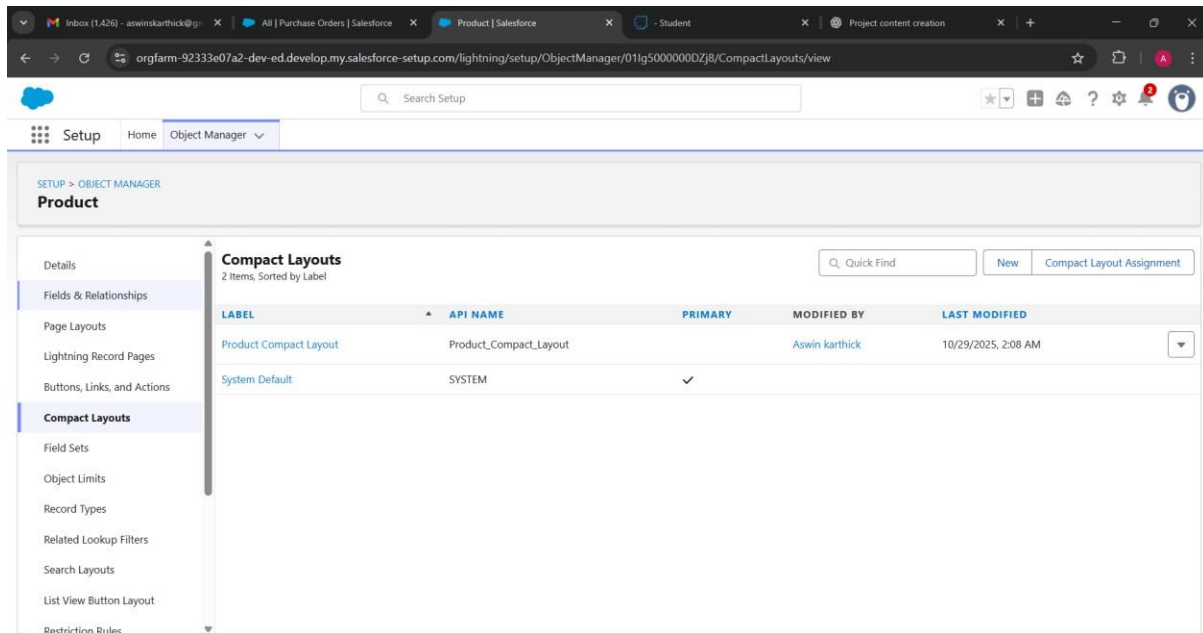 Inbox (1,426) - aswinskarthick@gm
All | Purchase Orders | Salesforce
Product | Salesforce
- Student
Project content creation
orgfarm-92333e07a2-dev-ed.develop.my.salesforce-setup.com/lightning/setup/ObjectManager/01Ig5000000DZj8/CompactLayouts/view
A
Search Setup
2
Setup
Home
Object Manager
SETUP > OBJECT MANAGER
Product
Details
Fields & Relationships
Page Layouts
Lightning Record Pages
Buttons, Links, and Actions
Compact Layouts
Field Sets
Object Limits
Record Types
Related Lookup Filters
Search Layouts
List View Button Layout
Restriction Rules
Compact Layouts
2 Items, Sorted by Label
Quick Find
New
Compact Layout Assignment
LABEL API NAME PRIMARY MODIFIED BY LAST MODIFIED
Product Compact Layout Product_Compact_Layout Aswin karthick 10/29/2025, 2:08 AM
System Default SYSTEM